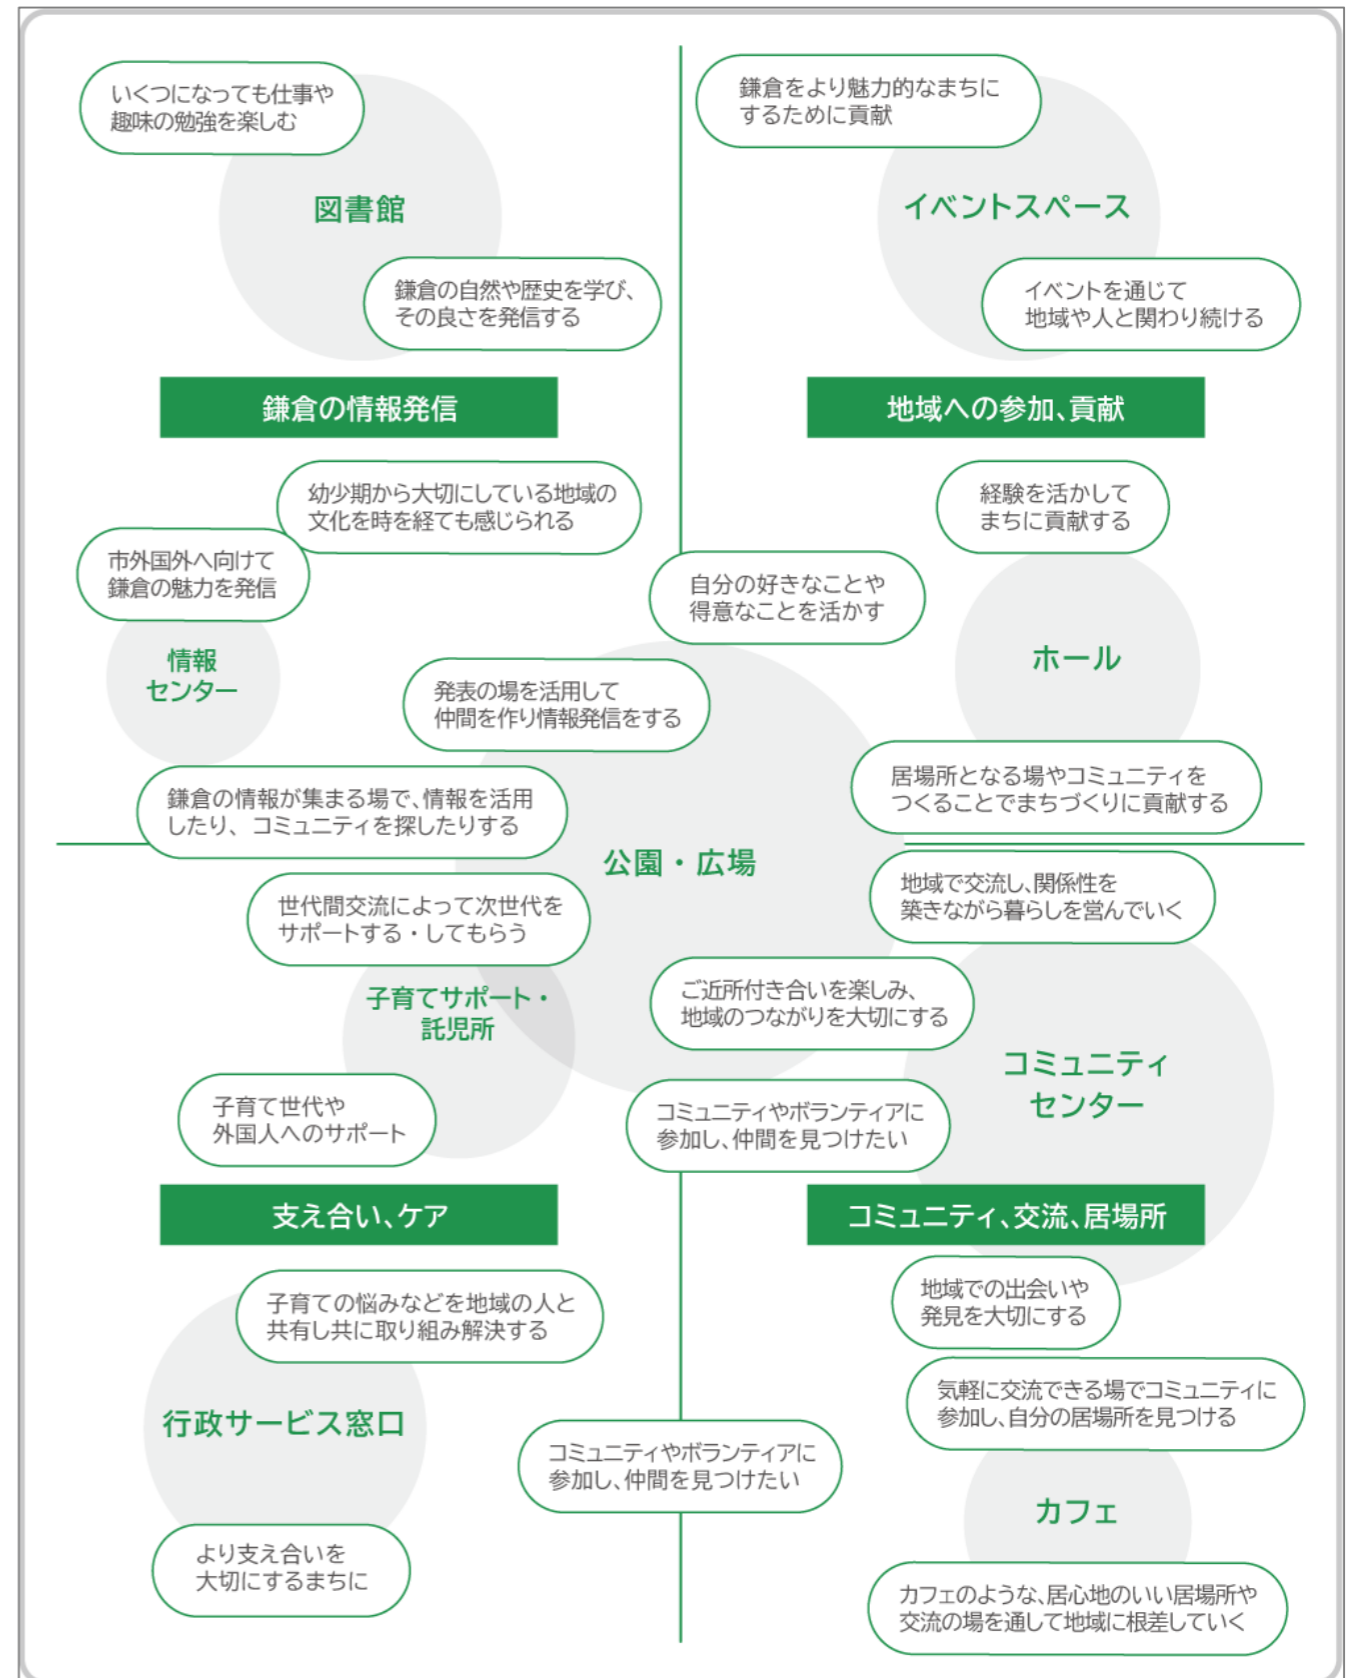 いくつになっても仕事や
趣味の勉強を楽しむ
図書館
鎌倉の自然や歴史を学び、
その良さを発信する
鎌倉の情報発信
幼少期から大切にしている地域の
文化を時を経ても感じられる
市外国外へ向けて
鎌倉の魅力を発信
情報
センター
発表の場を活用して
仲間を作り情報発信をする
鎌倉の情報が集まる場で、情報を活用
したり、コミュニティを探したりする
鎌倉をより魅力的なまちに
するために貢献
イベントスペース
イベントを通じて
地域や人と関わり続ける
地域への参加、貢献
経験を活かして
まちに貢献する
自分の好きなことや
得意なことを活かす
ホール
居場所となる場やコミュニティを
つくることでまちづくりに貢献する
公園・広場
世代間交流によって次世代を
サポートする・してもらう
子育てサポート・
託児所
子育て世代や
外国人へのサポート
支え合い、ケア
子育ての悩みなどを地域の人と
共有し共に取り組み解決する
行政サービス窓口
コミュニティやボランティアに
参加し、仲間を見つけたい
より支え合いを
大切にするまちに
地域で交流し、関係性を
築きながら暮らしを営んでいく
ご近所付き合いを楽しみ、
地域のつながりを大切にする
コミュニティ
センター
コミュニティやボランティアに
参加し、仲間を見つけたい
コミュニティ、交流、居場所
地域での出会いや
発見を大切にする
気軽に交流できる場でコミュニティに
参加し、自分の居場所を見つける
カフェ
カフェのような、居心地のいい居場所や
交流の場を通して地域に根差していく